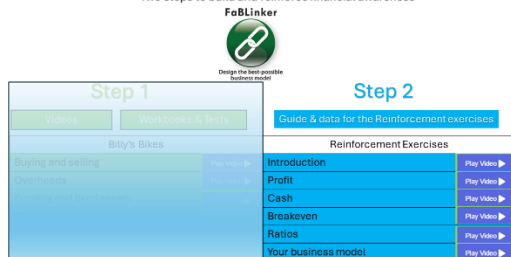 FaBLinker
Design the best-possible
business model
Step 1
Step 2
Videos
Workbooks & Tests
Guide & data for the Reinforcement exercises
Billy's Bikes
Reinforcement Exercises
Buying and selling
Play Video
Introduction
Play Video
Overheads
Play Video
Profit
Play Video
Cash
Play Video
Breakeven
Play Video
Ratios
Play Video
Your business model
Play Video